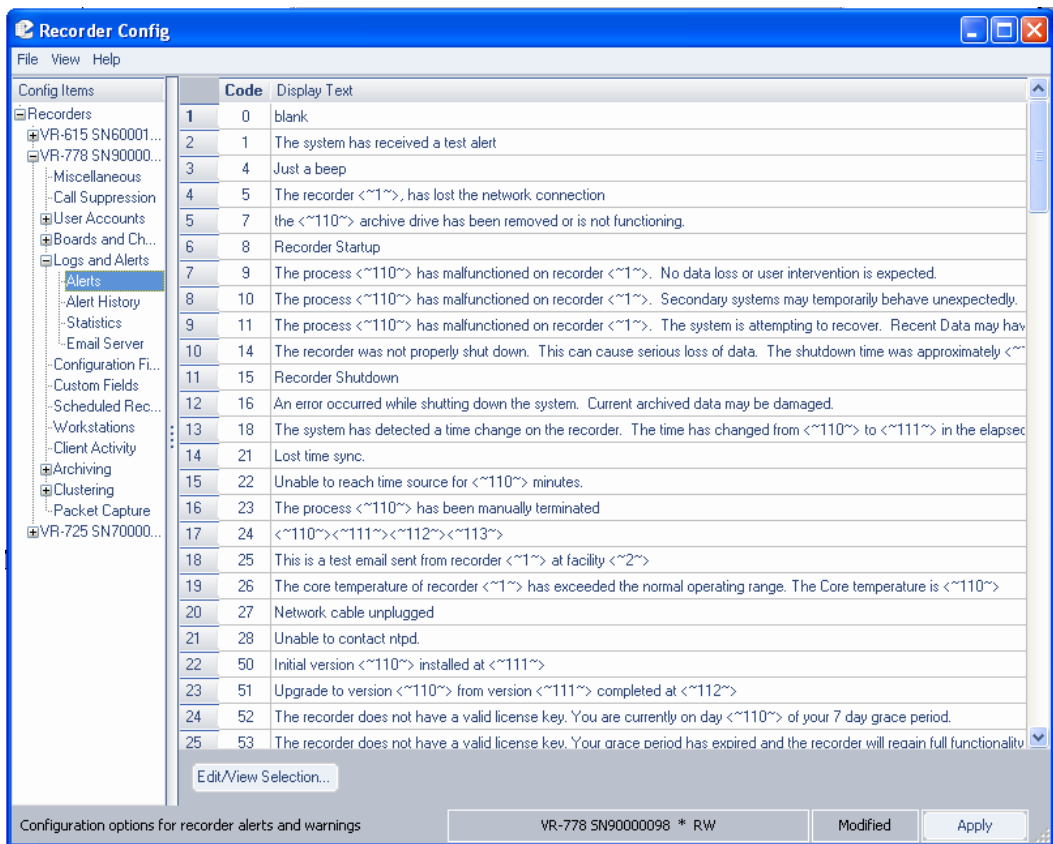 Recorder Config
File View Help
Config Items
Recorders
VR-615 SN60001...
VR-778 SN90000...
Miscellaneous
Call Suppression
User Accounts
Boards and Ch...
Logs and Alerts
Alerts
Alert History
Statistics
Email Server
Configuration Fi...
Custom Fields
Scheduled Rec...
Workstations
Client Activity
Archiving
Clustering
Packet Capture
VR-725 SN70000...
Code Display Text
1 0 blank
2 1 The system has received a test alert
3 4 Just a beep
4 5 The recorder <~1~>, has lost the network connection
5 7 the <~110~> archive drive has been removed or is not functioning.
6 8 Recorder Startup
7 9 The process <~110~> has malfunctioned on recorder <~1~>. No data loss or user intervention is expected.
8 10 The process <~110~> has malfunctioned on recorder <~1~>. Secondary systems may temporarily behave unexpectedly.
9 11 The process <~110~> has malfunctioned on recorder <~1~>. The system is attempting to recover. Recent Data may hav
10 14 The recorder was not properly shut down. This can cause serious loss of data. The shutdown time was approximately <~
11 15 Recorder Shutdown
12 16 An error occurred while shutting down the system. Current archived data may be damaged.
13 18 The system has detected a time change on the recorder. The time has changed from <~110~> to <~111~> in the elapsed
14 21 Lost time sync.
15 22 Unable to reach time source for <~110~> minutes.
16 23 The process <~110~> has been manually terminated
17 24 <~110~><~111~><~112~><~113~>
18 25 This is a test email sent from recorder <~1~> at facility <~2~>
19 26 The core temperature of recorder <~1~> has exceeded the normal operating range. The Core temperature is <~110~>
20 27 Network cable unplugged
21 28 Unable to contact ntpd.
22 50 Initial version <~110~> installed at <~111~>
23 51 Upgrade to version <~110~> from version <~111~> completed at <~112~>
24 52 The recorder does not have a valid license key. You are currently on day <~110~> of your 7 day grace period.
25 53 The recorder does not have a valid license key. Your grace period has expired and the recorder will regain full functionality
Edit/View Selection...
Configuration options for recorder alerts and warnings
VR-778 SN90000098 * RW
Modified
Apply